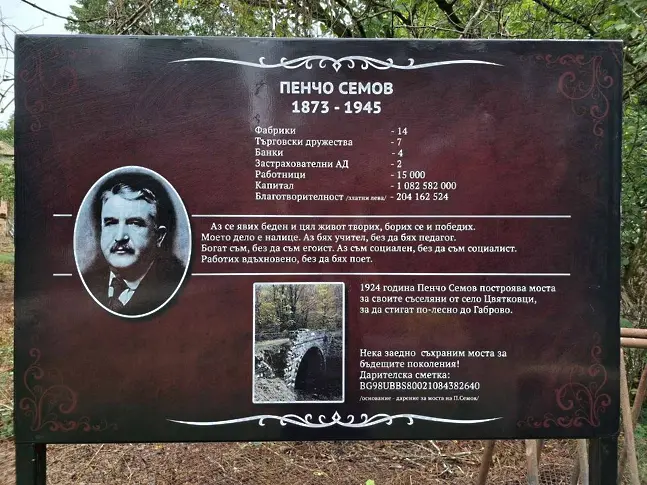 ПЕНЧО СЕМОВ
1873 - 1945
Фабрики - 14
Търговски дружества - 7
Банки - 4
Застрахователни АД - 2
Работници - 15 000
Капитал - 1 082 582 000
Благотворителност /златни лева/ - 204 162 524
Аз се явих беден и цял живот творих, борих се и победих.
Моето дело е налице. Аз бях учител, без да бях педагог.
Богат съм, без да съм егоист. Аз съм социален, без да съм социалист.
Работих вдъхновено, без да бях поет.
1924 година Пенчо Семов построява моста
за своите съселяни от село Цвятковци,
за да стигат по-лесно до Габрово.
Нека заедно съхраним моста за
бъдещите поколения!
Дарителска сметка:
BG98UBBS80021084382640
/основание - дарение за моста на П.Семов/